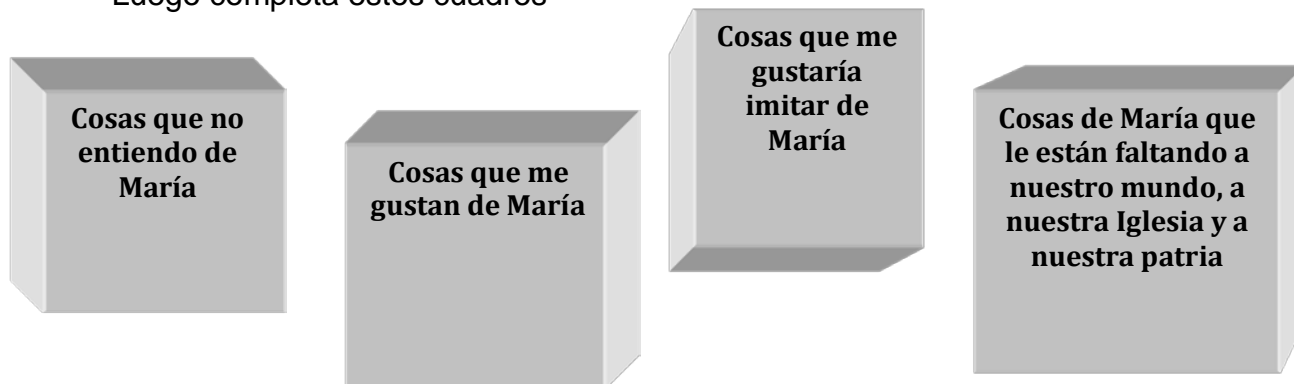 Luego completa estos cuadros
Cosas que no
entiendo de
María
Cosas que me
gustan de María
Cosas que me
gustaría
imitar de
María
Cosas de María que
le están faltando a
nuestro mundo, a
nuestra Iglesia y a
nuestra patria